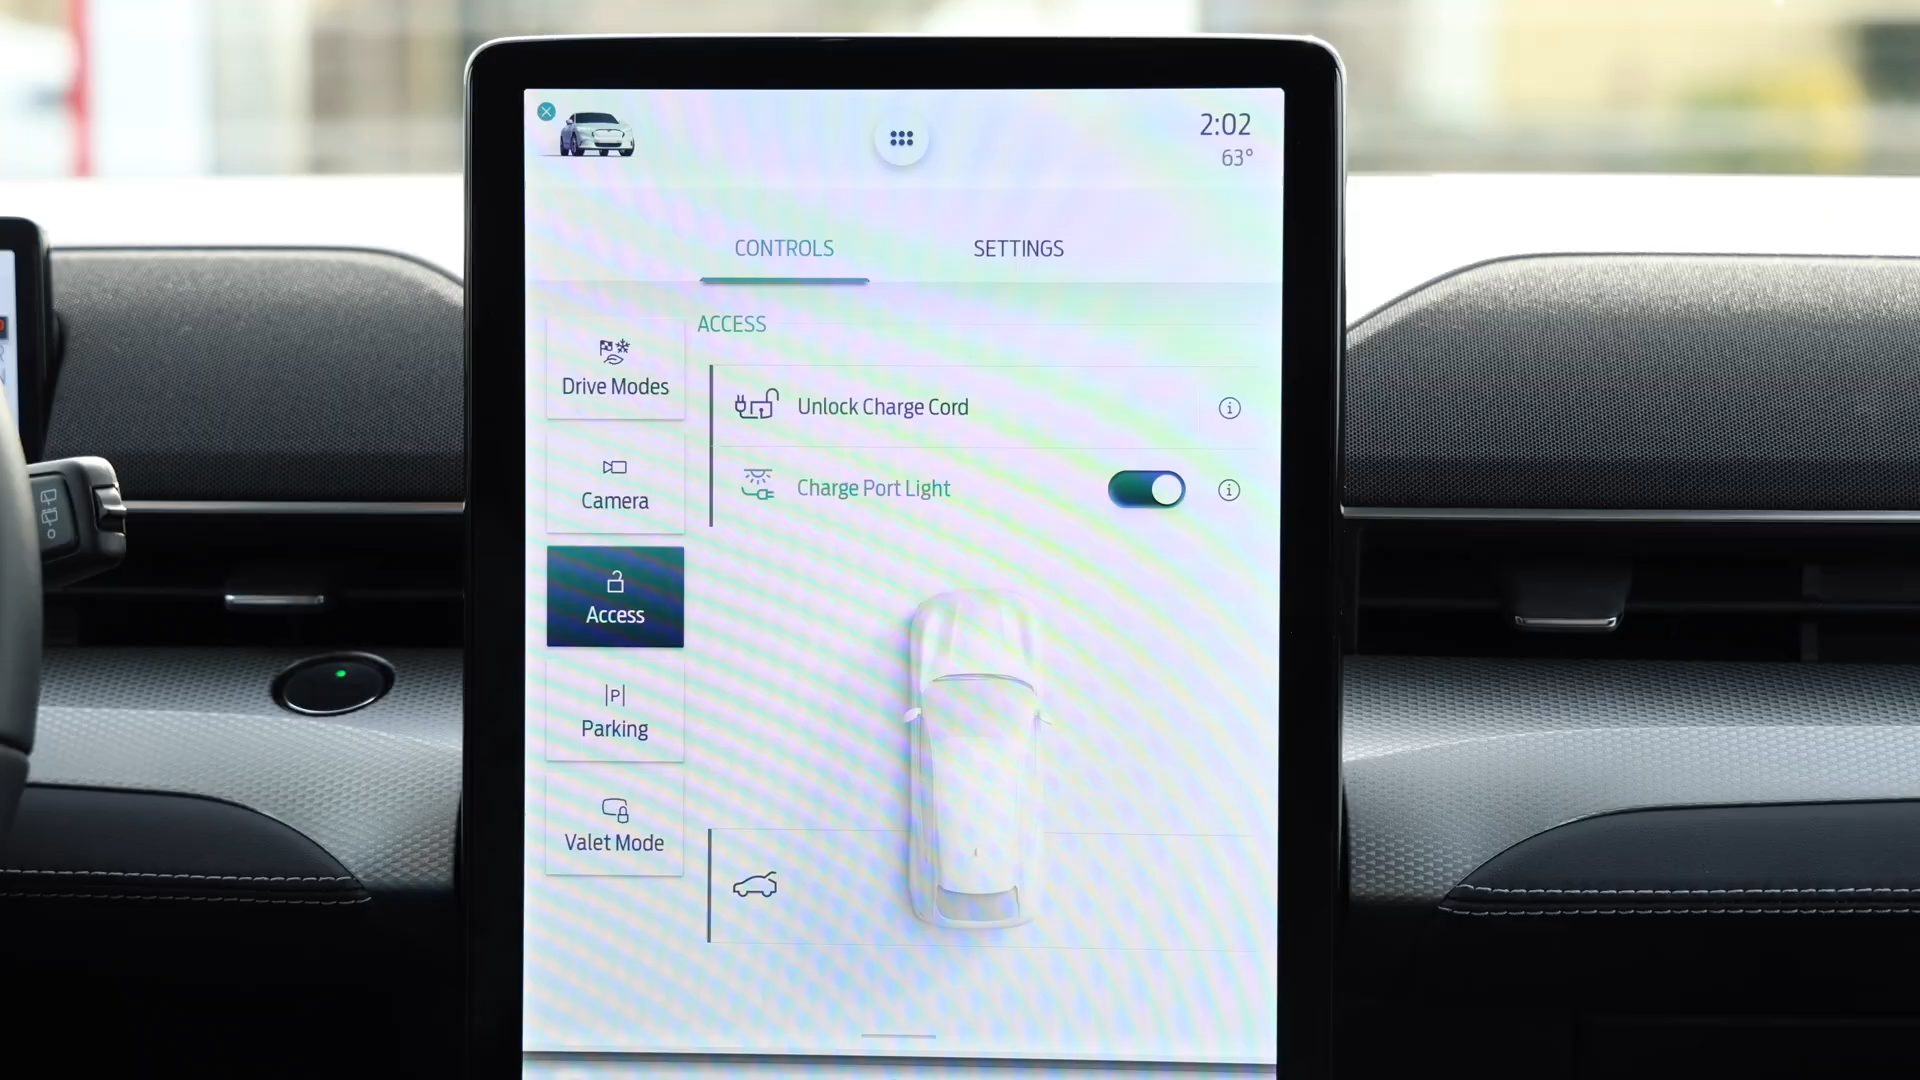 2:02
63°
CONTROLS
SETTINGS
ACCESS
Drive Modes
Unlock Charge Cord
Camera
Charge Port Light
Access
P
Parking
Valet Mode